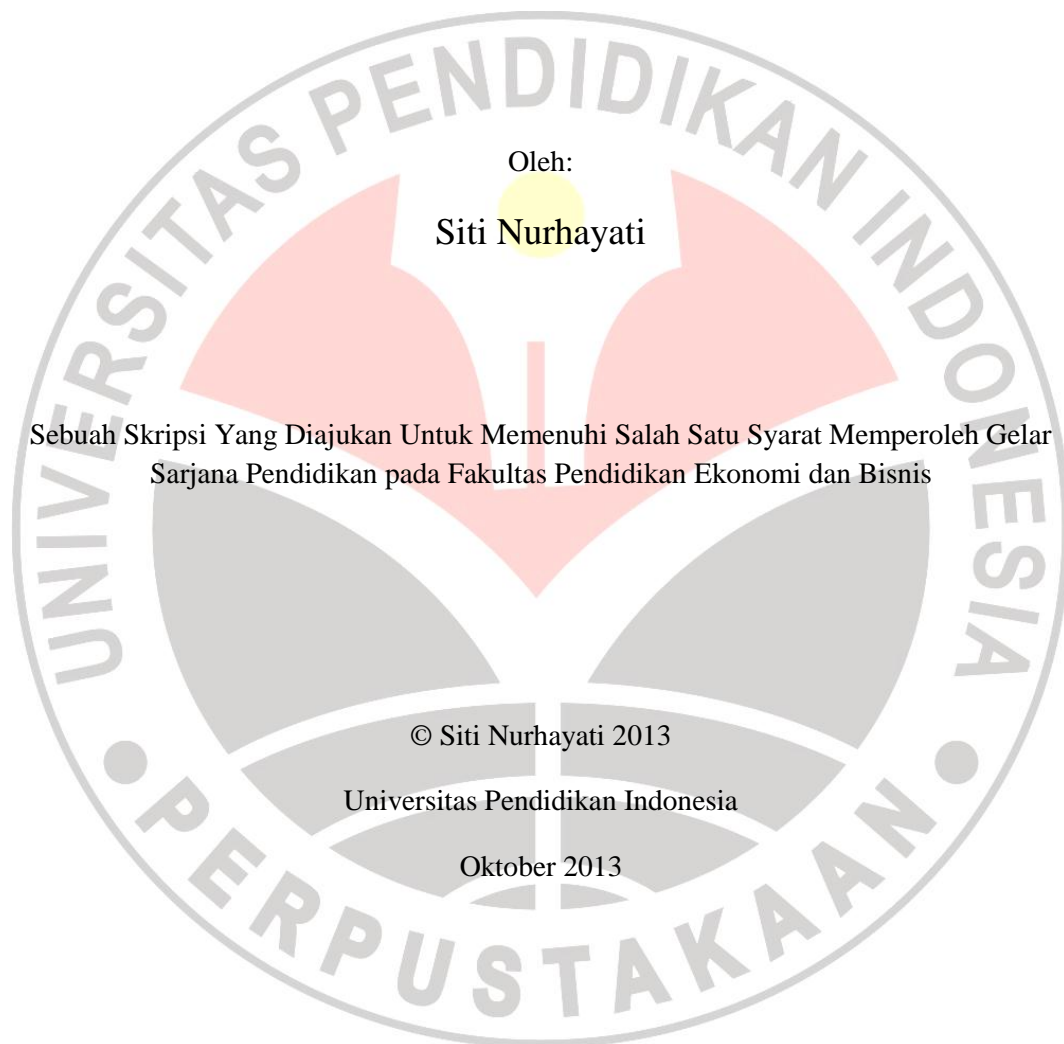 UNIVERSITAS PENDIDIKAN INDONESIA
Oleh:
Siti Nurhayati
Sebuah Skripsi Yang Diajukan Untuk Memenuhi Salah Satu Syarat Memperoleh Gelar
Sarjana Pendidikan pada Fakultas Pendidikan Ekonomi dan Bisnis
© Siti Nurhayati 2013
Universitas Pendidikan Indonesia
Oktober 2013
PERPUSTAKAAN